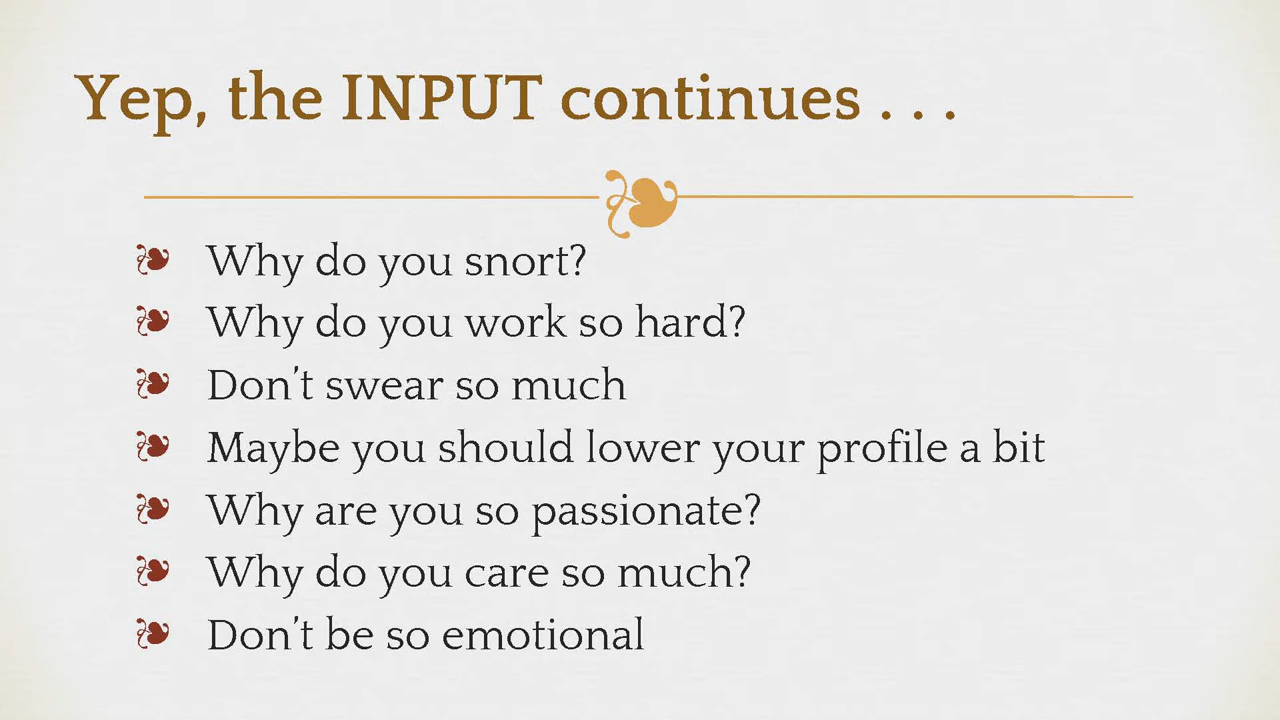 Yep, the INPUT continues . . .
Why do you snort?
Why do you work so hard?
Don't swear so much
Maybe you should lower your profile a bit
Why are you so passionate?
Why do you care so much?
Don't be so emotional